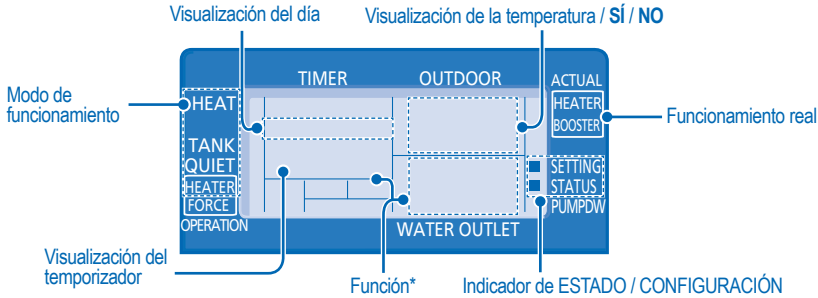 Visualización del día
Visualización de la temperatura / SÍ / NO
TIMER
OUTDOOR
ACTUAL
Modo de
funcionamiento
HEAT
HEATER
BOOSTER
Funcionamiento real
TANK
QUIET
HEATER
FORCE
OPERATION
SETTING
STATUS
PUMPDW
WATER OUTLET
Visualización del
temporizador
Función*
Indicador de ESTADO / CONFIGURACIÓN